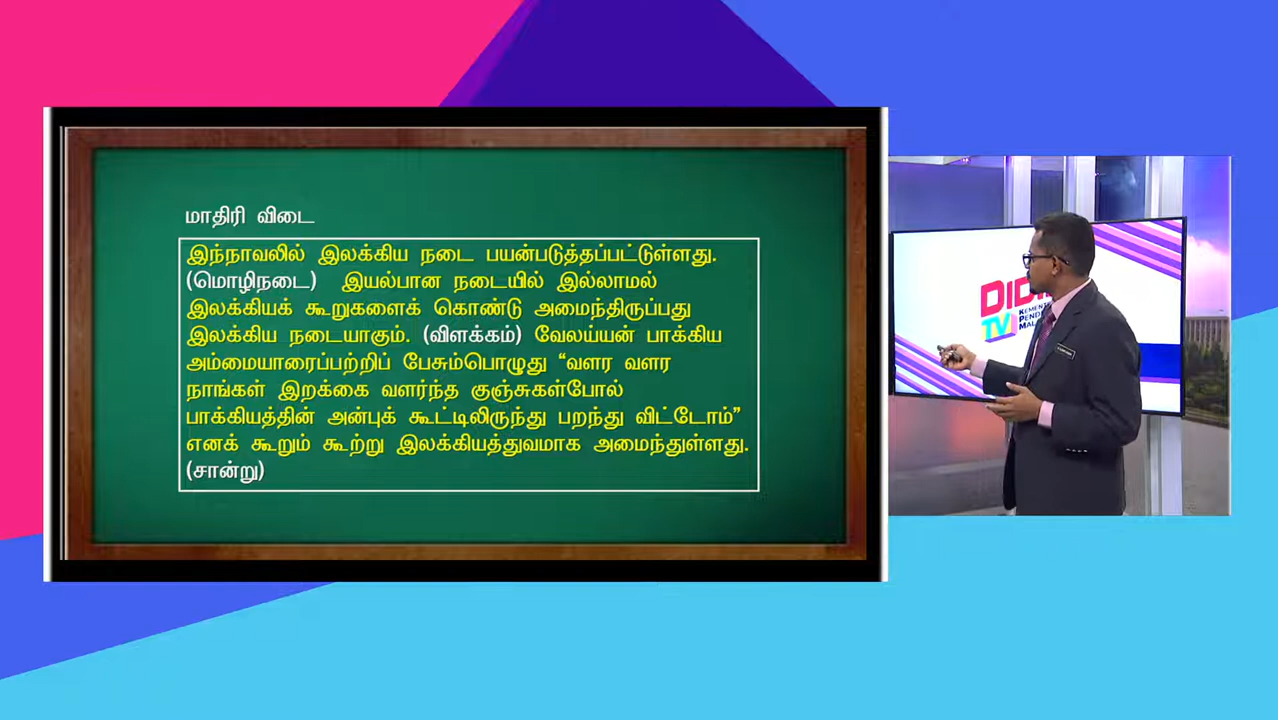 மாதிரி விடை
இந்நாவலில் இலக்கிய நடை பயன்படுத்தப்பட்டுள்ளது.
(மொழிநடை) இயல்பான நடையில் இல்லாமல்
இலக்கியக் கூறுகளைக் கொண்டு அமைந்திருப்பது
இலக்கிய நடையாகும். (விளக்கம்) வேலய்யன் பாக்கிய
அம்மையாரைப்பற்றிப் பேசும்பொழுது “வளர வளர
நாங்கள் இறக்கை வளர்ந்த குஞ்சுகள்போல்
பாக்கியத்தின் அன்புக் கூட்டிலிருந்து பறந்து விட்டோம்”
எனக் கூறும் கூற்று இலக்கியத்துவமாக அமைந்துள்ளது.
(சான்று)
TV